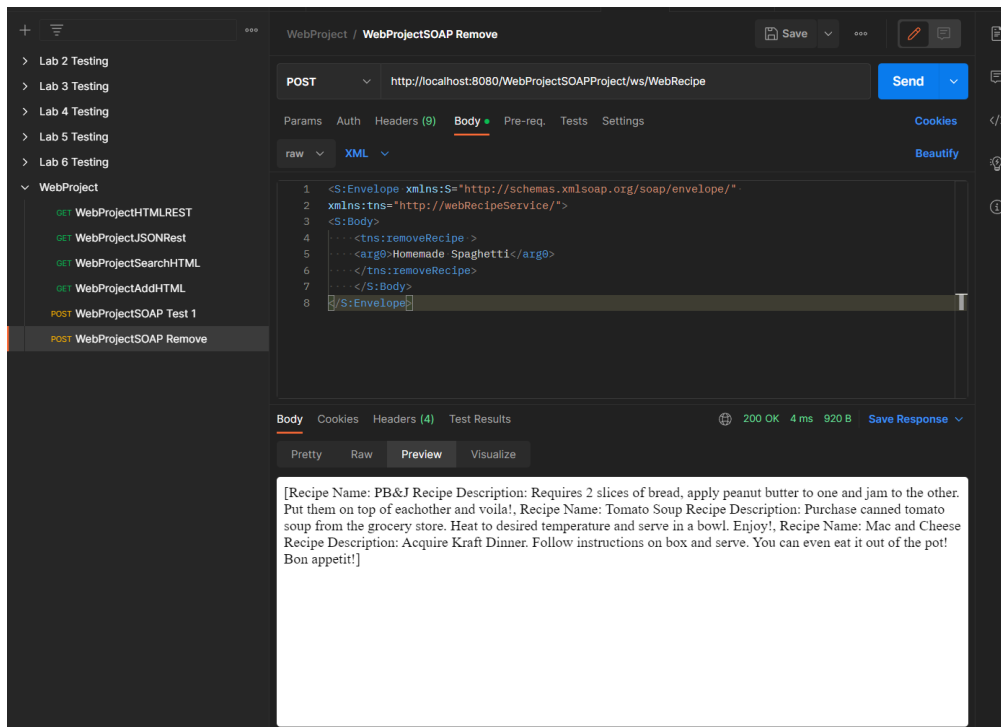 WebProject / WebProjectSOAP Remove
Save
Lab 2 Testing
Lab 3 Testing
Lab 4 Testing
Lab 5 Testing
Lab 6 Testing
WebProject
GET WebProjectHTMLREST
GET WebProjectJSONRest
GET WebProjectSearchHTML
GET WebProjectAddHTML
POST WebProjectSOAP Test 1
POST WebProjectSOAP Remove
POST http://localhost:8080/WebProjectSOAPProject/ws/WebRecipe Send
Params Auth Headers (9) Body Pre-req. Tests Settings Cookies
raw XML Beautify
1 <S:Envelope xmlns:S="http://schemas.xmlsoap.org/soap/envelope/"
2 xmlns:tns="http://webRecipeService/">
3 <S:Body>
4 <tns:removeRecipe >
5 <arg0>Homemade Spaghetti</arg0>
6 </tns:removeRecipe>
7 </S:Body>
8 </S:Envelope>
Body Cookies Headers (4) Test Results 200 OK 4 ms 920 B Save Response
Pretty Raw Preview Visualize
[Recipe Name: PB&J Recipe Description: Requires 2 slices of bread, apply peanut butter to one and jam to the other.
Put them on top of eachother and voila!, Recipe Name: Tomato Soup Recipe Description: Purchase canned tomato
soup from the grocery store. Heat to desired temperature and serve in a bowl. Enjoy!, Recipe Name: Mac and Cheese
Recipe Description: Acquire Kraft Dinner. Follow instructions on box and serve. You can even eat it out of the pot!
Bon appetit!]